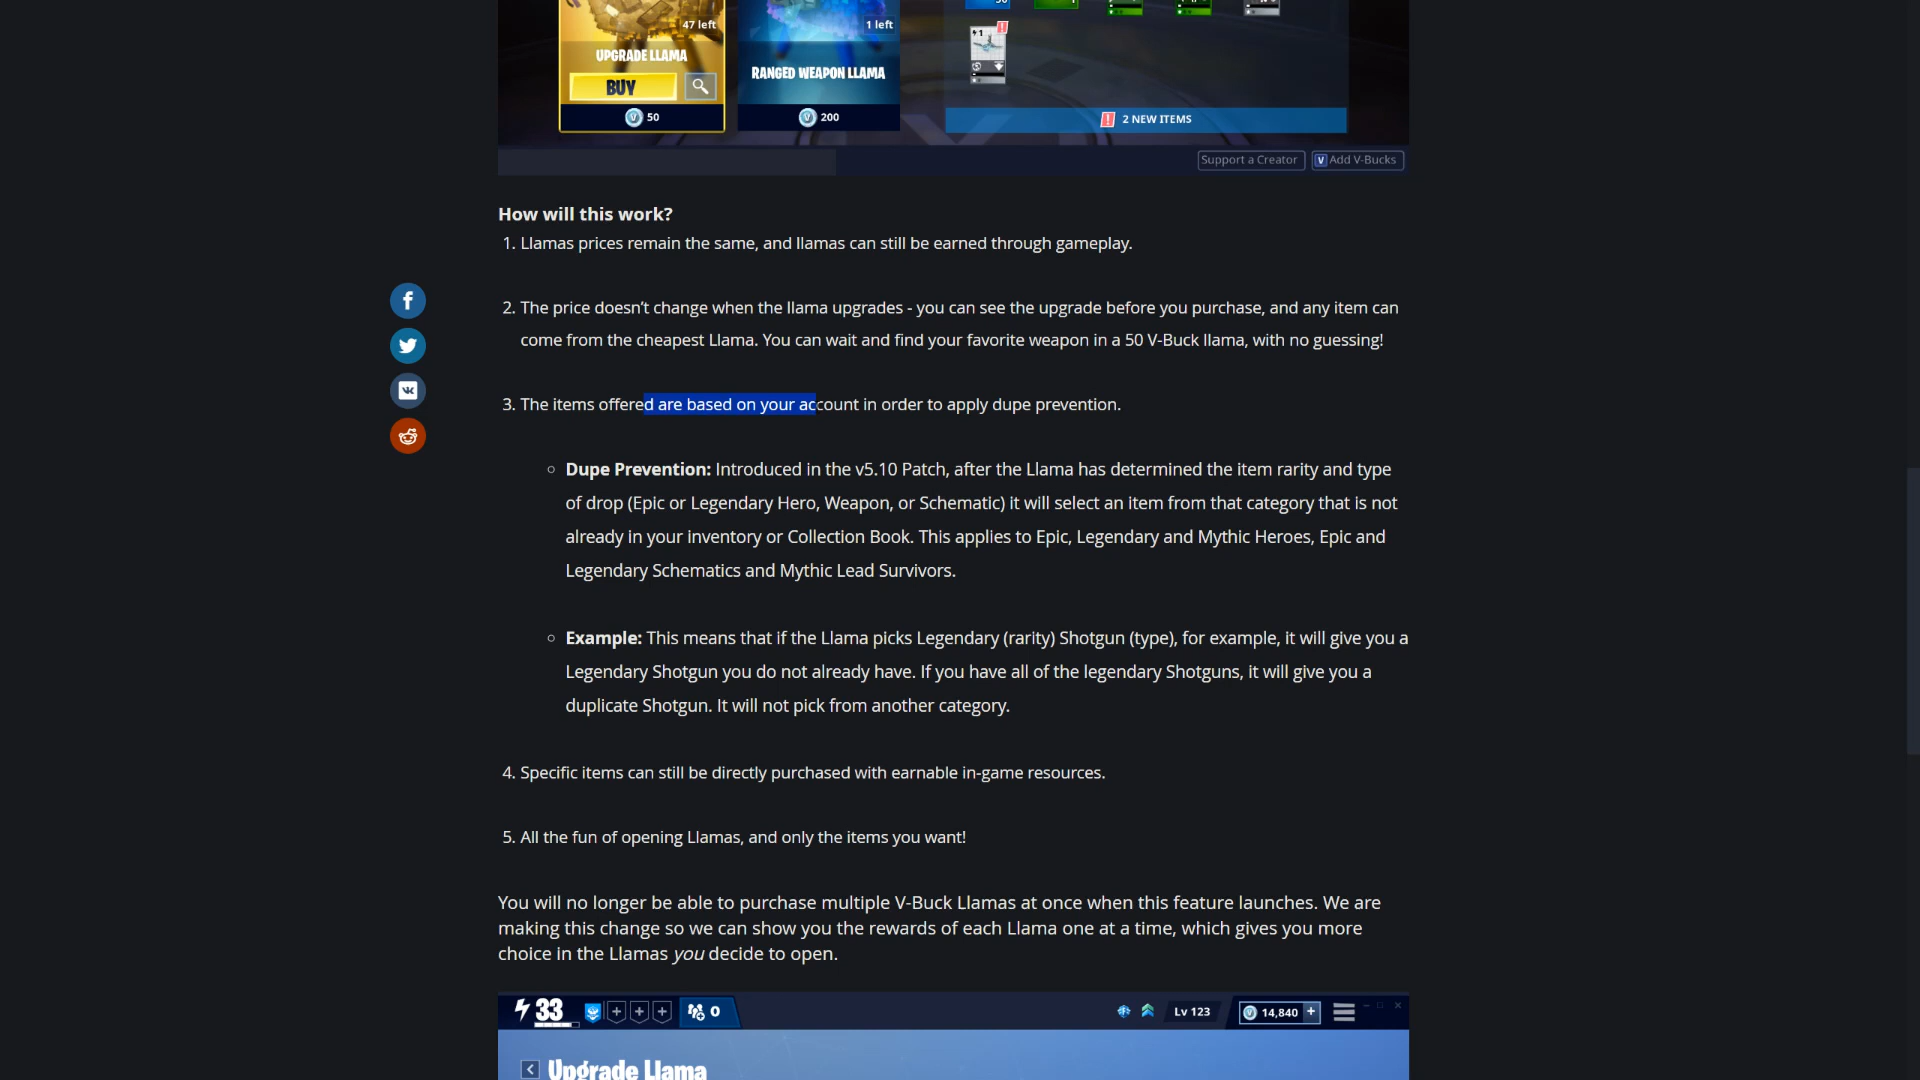 47 left
1 left
UPGRADE LLAMA
RANGED WEAPON LLAMA
BUY
50
200
2 NEW ITEMS
Support a Creator
V Add V-Bucks
How will this work?
1. Llamas prices remain the same, and llamas can still be earned through gameplay.
2. The price doesn’t change when the llama upgrades - you can see the upgrade before you purchase, and any item can
come from the cheapest Llama. You can wait and find your favorite weapon in a 50 V-Buck llama, with no guessing!
3. The items offered are based on your account in order to apply dupe prevention.
Dupe Prevention: Introduced in the v5.10 Patch, after the Llama has determined the item rarity and type
of drop (Epic or Legendary Hero, Weapon, or Schematic) it will select an item from that category that is not
already in your inventory or Collection Book. This applies to Epic, Legendary and Mythic Heroes, Epic and
Legendary Schematics and Mythic Lead Survivors.
Example: This means that if the Llama picks Legendary (rarity) Shotgun (type), for example, it will give you a
Legendary Shotgun you do not already have. If you have all of the legendary Shotguns, it will give you a
duplicate Shotgun. It will not pick from another category.
4. Specific items can still be directly purchased with earnable in-game resources.
5. All the fun of opening Llamas, and only the items you want!
You will no longer be able to purchase multiple V-Buck Llamas at once when this feature launches. We are
making this change so we can show you the rewards of each Llama one at a time, which gives you more
choice in the Llamas you decide to open.
33
0
Lv 123
14,840 +
Upgrade Llama